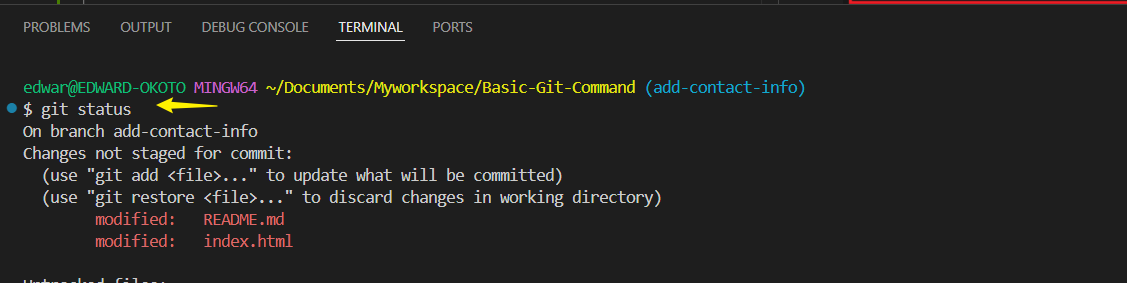 PROBLEMS OUTPUT DEBUG CONSOLE TERMINAL PORTS
edwar@EDWARD-OKOTO MINGW64 ~/Documents/Myworkspace/Basic-Git-Command (add-contact-info)
$ git status
On branch add-contact-info
Changes not staged for commit:
  (use "git add <file>..." to update what will be committed)
  (use "git restore <file>..." to discard changes in working directory)
        modified:   README.md
        modified:   index.html
Untracked files: